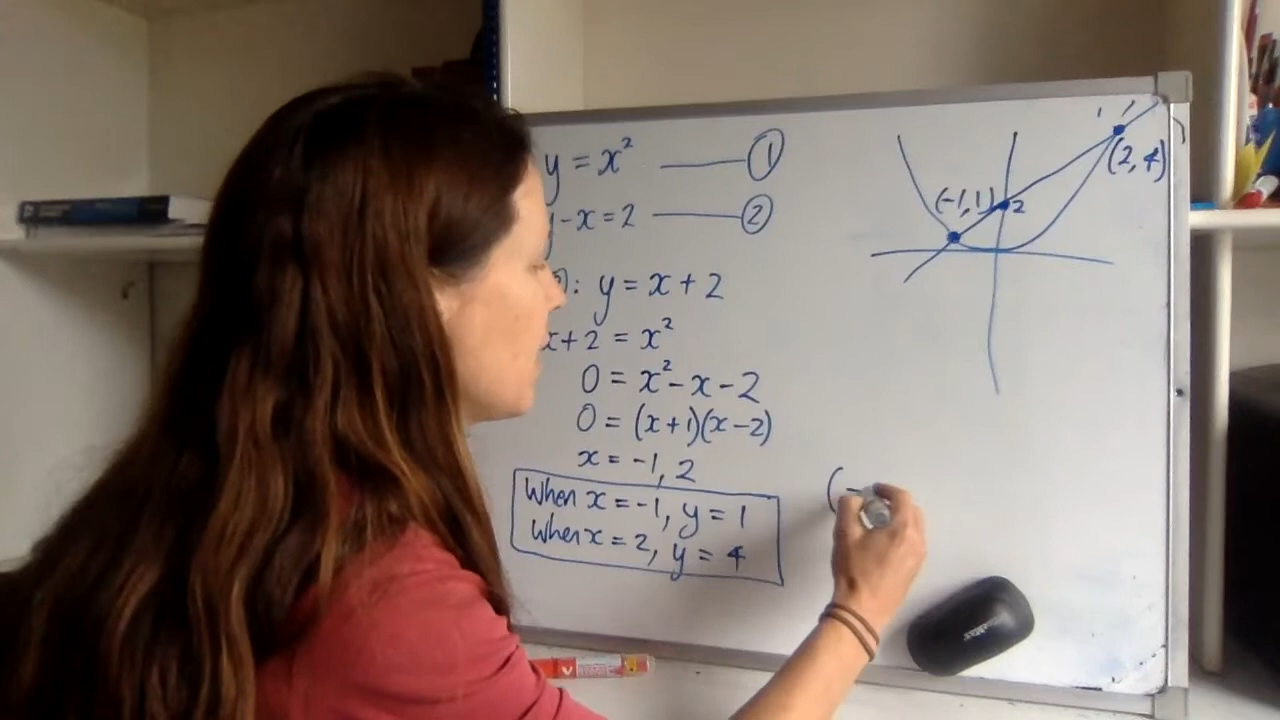 y = x² ①
y - x = 2 ②
: y = x + 2
x + 2 = x²
0 = x² - x - 2
0 = (x+1)(x-2)
x = -1, 2
When x = -1, y = 1
When x = 2, y = 4
(-
(2, 4)
(-1, 1)
2